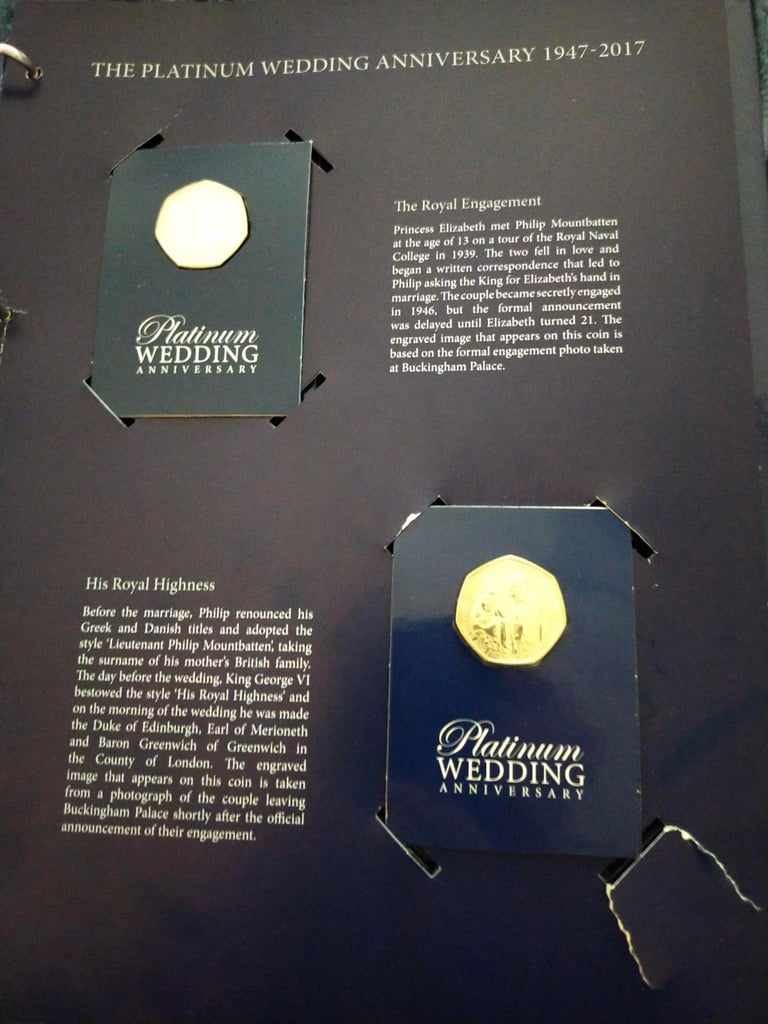 THE PLATINUM WEDDING ANNIVERSARY 1947-2017
Platinum
WEDDING
ANNIVERSARY
The Royal Engagement
Princess Elizabeth met Philip Mountbatten
at the age of 13 on a tour of the Royal Naval
College in 1939. The two fell in love and
began a written correspondence that led to
Philip asking the King for Elizabeth's hand in
marriage. The couple became secretly engaged
in 1946, but the formal announcement
was delayed until Elizabeth turned 21. The
engraved image that appears on this coin is
based on the formal engagement photo taken
at Buckingham Palace.
His Royal Highness
Before the marriage, Philip renounced his
Greek and Danish titles and adopted the
style 'Lieutenant Philip Mountbatten', taking
the surname of his mother's British family.
The day before the wedding, King George VI
bestowed the style 'His Royal Highness' and
on the morning of the wedding he was made
the Duke of Edinburgh, Earl of Merioneth
and Baron Greenwich of Greenwich in
the County of London. The engraved
image that appears on this coin is taken
from a photograph of the couple leaving
Buckingham Palace shortly after the official
announcement of their engagement.
Platinum
WEDDING
ANNIVERSARY